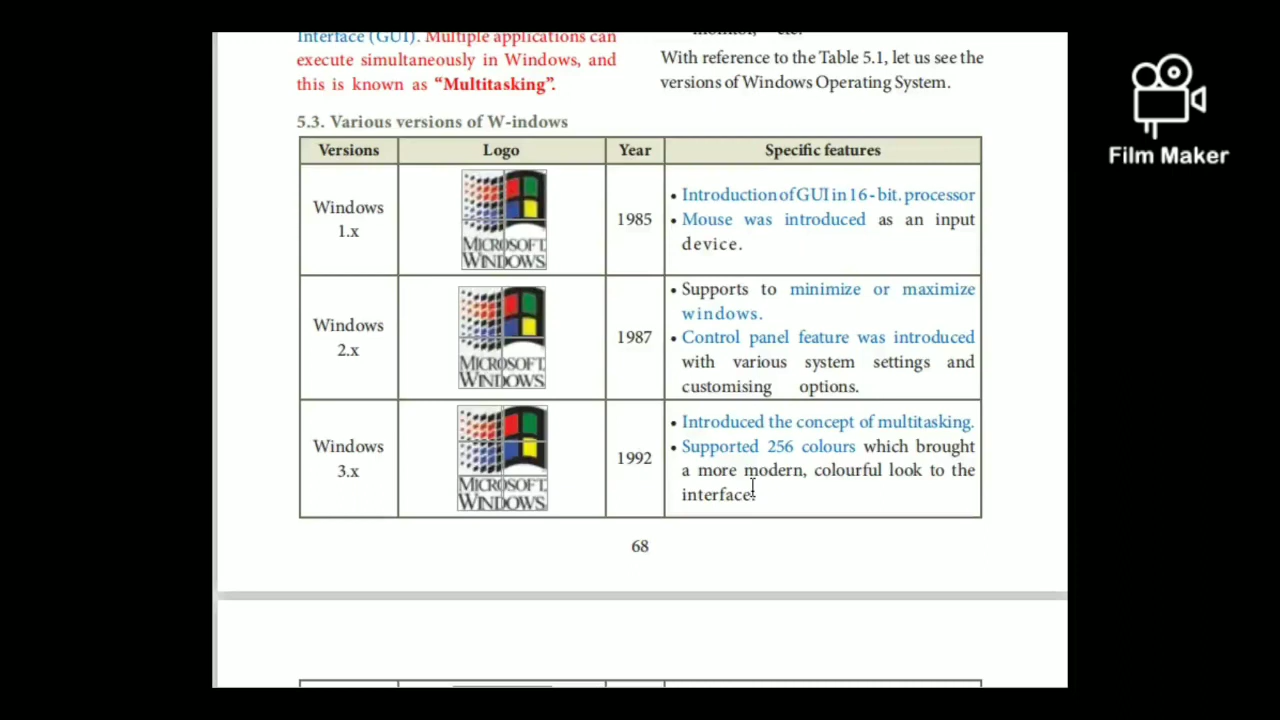 Interface (GUI). Multiple applications can
execute simultaneously in Windows, and
this is known as “Multitasking”.
With reference to the Table 5.1, let us see the
versions of Windows Operating System.
5.3. Various versions of W-indows
Versions Logo Year Specific features
Windows
1.x
MICROSOFT
WINDOWS
1985
• Introduction of GUI in 16 - bit. processor
• Mouse was introduced as an input
device.
Windows
2.x
MICROSOFT
WINDOWS
1987
• Supports to minimize or maximize
windows.
• Control panel feature was introduced
with various system settings and
customising options.
Windows
3.x
MICROSOFT
WINDOWS
1992
• Introduced the concept of multitasking.
• Supported 256 colours which brought
a more modern, colourful look to the
interface.
68
Film Maker